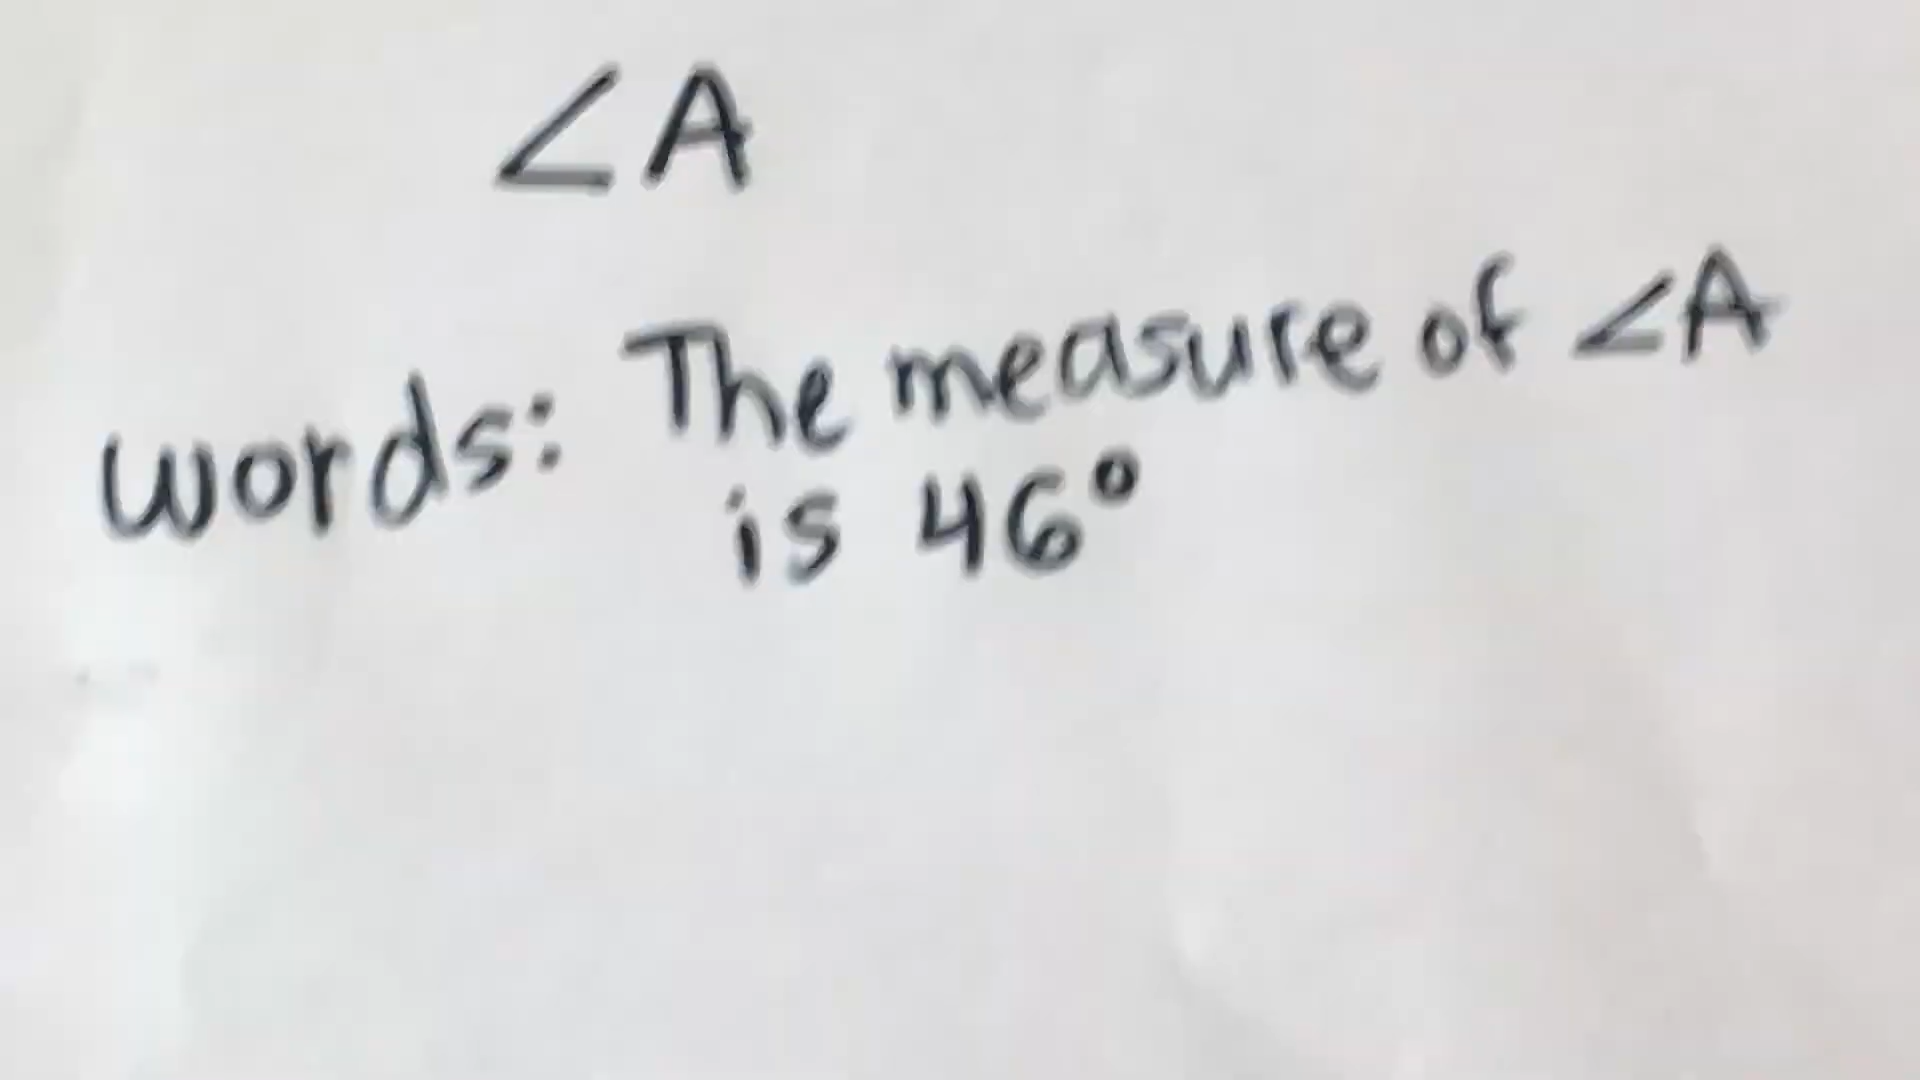 ∠A
words: The measure of ∠A
is 46°